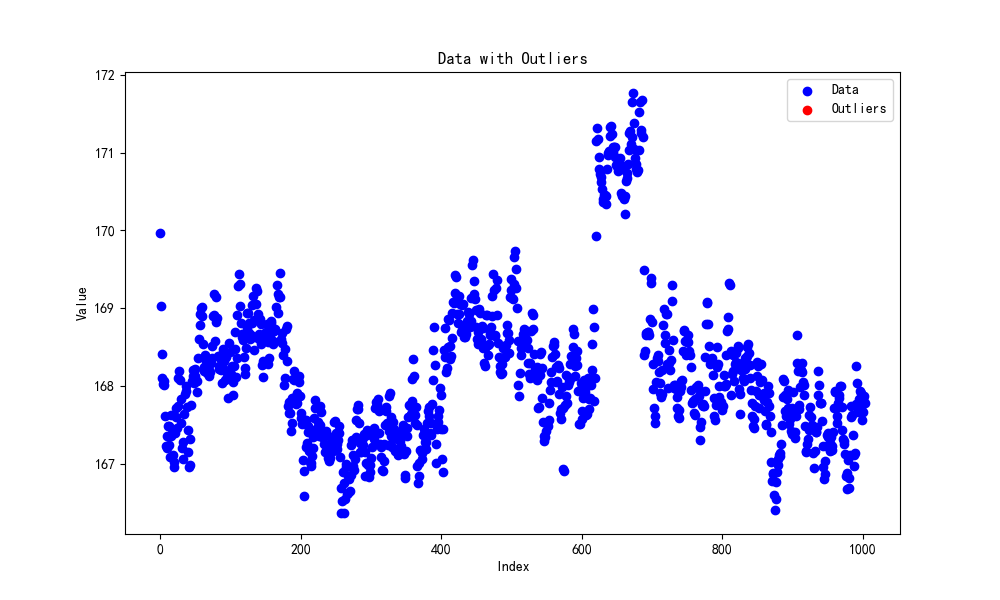 Data with Outliers
172
171
170
169
168
167
Value
0
200
400
600
800
1000
Index
Data
Outliers